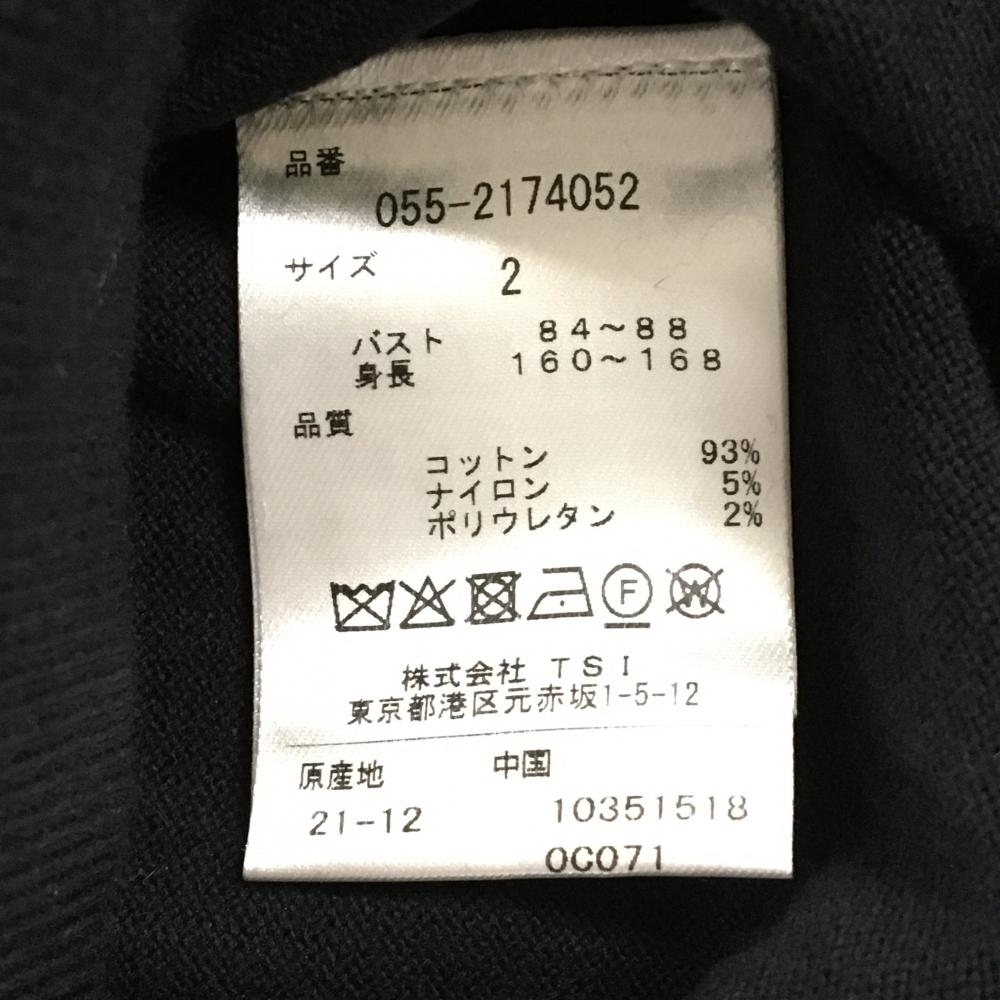 品番
055-2174052
サイズ 2
バスト 84～88
身長 160～168
品質
コットン 93%
ナイロン 5%
ポリウレタン 2%
F W
株式会社 TSI
東京都港区元赤坂1-5-12
原産地 中国
21-12 10351518
0C071